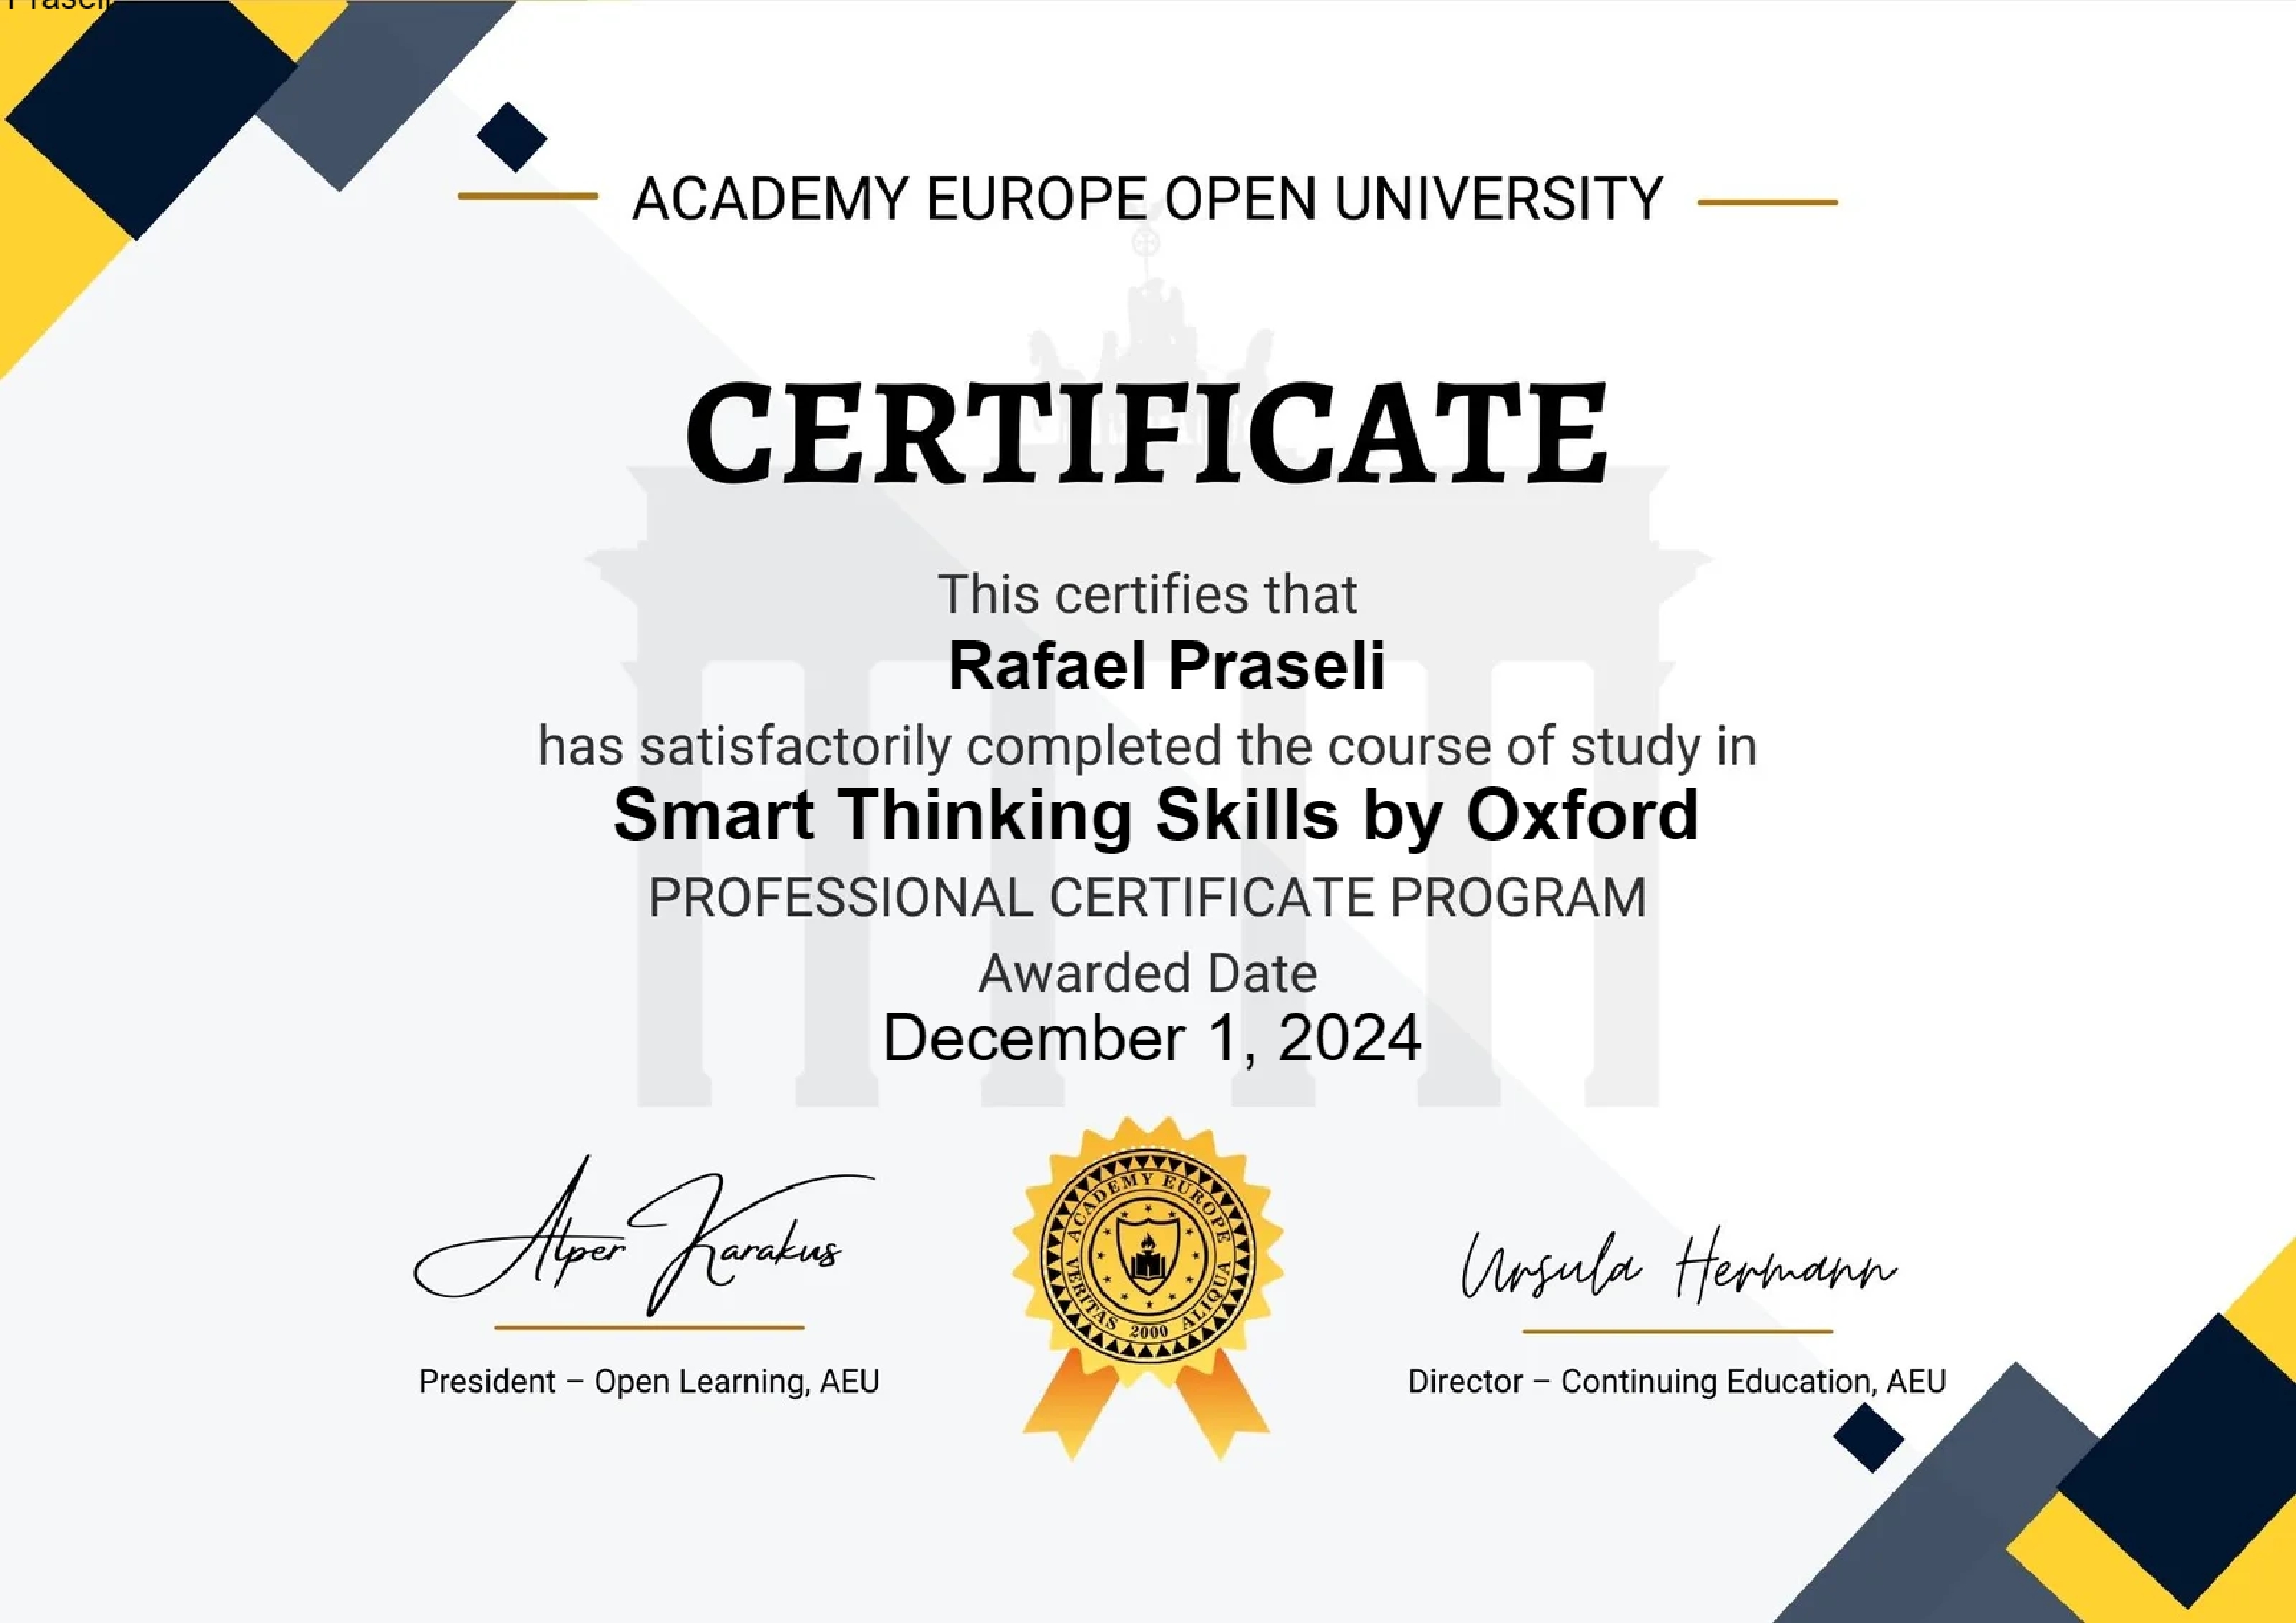 Praseli
ACADEMY EUROPE OPEN UNIVERSITY
CERTIFICATE
This certifies that
Rafael Praseli
has satisfactorily completed the course of study in
Smart Thinking Skills by Oxford
PROFESSIONAL CERTIFICATE PROGRAM
Awarded Date
December 1, 2024
Alper Karakus
President – Open Learning, AEU
ACADEMY EUROPE
VERITAS 2000 ALIQUA
Ursula Hermann
Director – Continuing Education, AEU